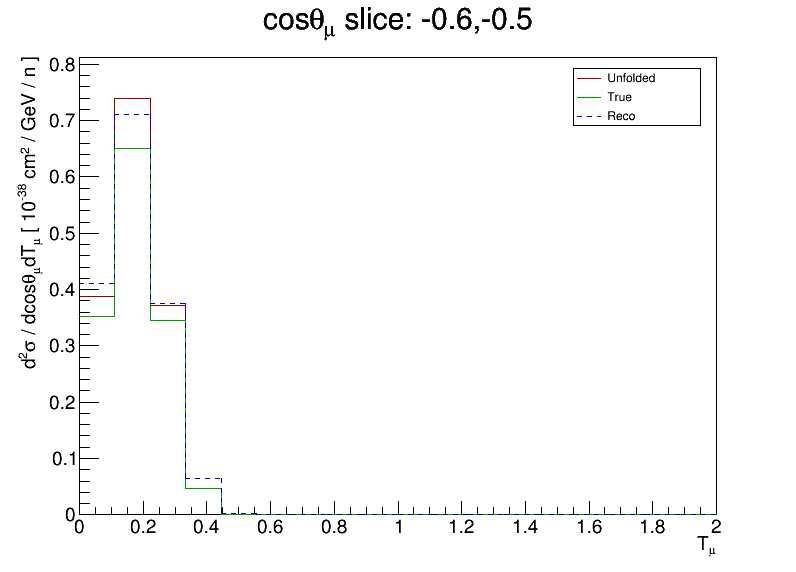 cosθμ slice: -0.6,-0.5
d²σ / dcosθμdTμ [ 10⁻³⁸ cm² / GeV / n ]
0.8
0.7
0.6
0.5
0.4
0.3
0.2
0.1
0
Unfolded
True
Reco
0 0.2 0.4 0.6 0.8 1 1.2 1.4 1.6 1.8 2
Tμ